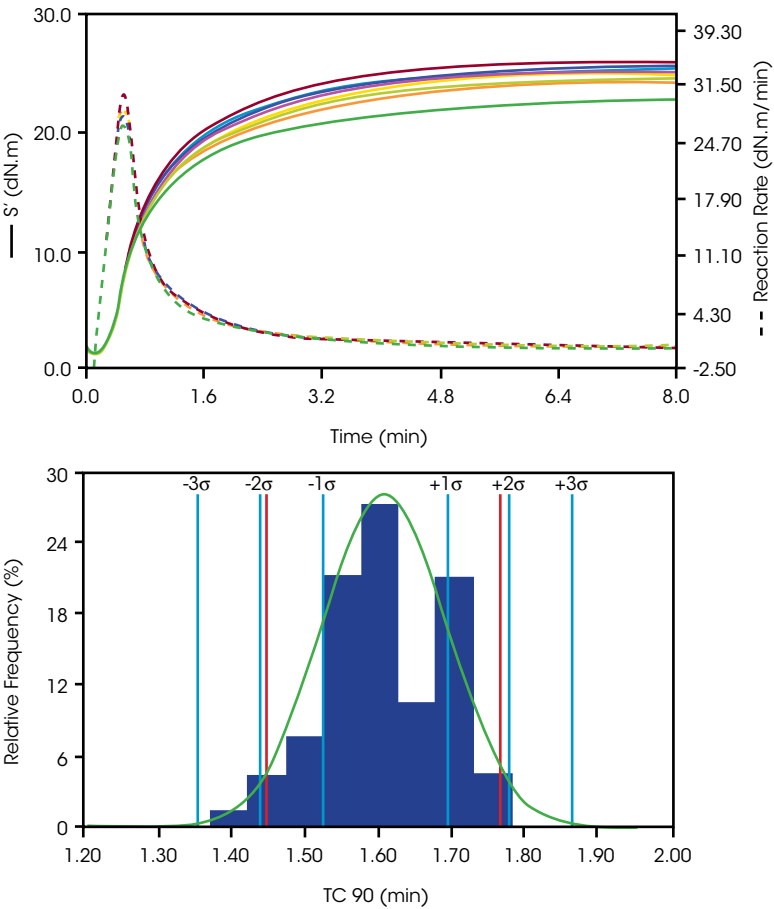 30.0
20.0
10.0
0.0
S' (dN.m)
39.30
31.50
24.70
17.90
11.10
4.30
-2.50
Reaction Rate (dN.m/min)
0.0 1.6 3.2 4.8 6.4 8.0
Time (min)
30
24
18
12
6
0
Relative Frequency (%)
-3σ -2σ -1σ +1σ +2σ +3σ
1.20 1.30 1.40 1.50 1.60 1.70 1.80 1.90 2.00
TC 90 (min)